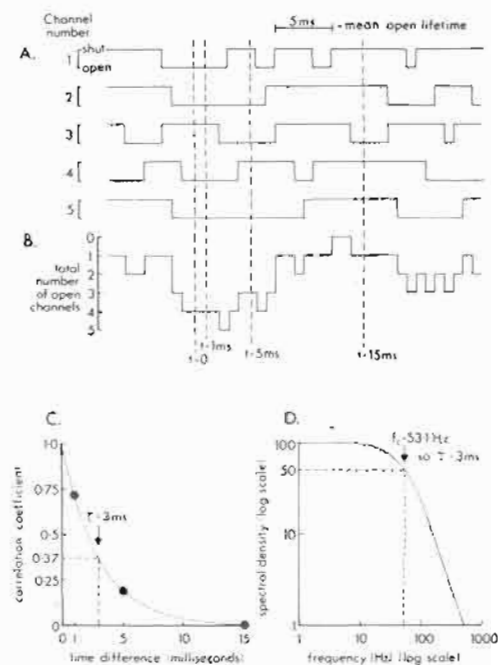 Channel number
5ms - mean open lifetime
A.
1 shut
open
2
3
4
5
B.
total number of open channels
0
1
2
3
4
5
t=0
t=1ms
t=5ms
t=15ms
C.
correlation coefficient
1·0
0·75
0·5
0·37
0·25
0
τ=3ms
0 1 5 10 15
time difference (milliseconds)
D.
spectral density (log scale)
100
50
10
1
fc=53·1Hz
so τ=3ms
1 10 100 1000
frequency (Hz) (log scale)